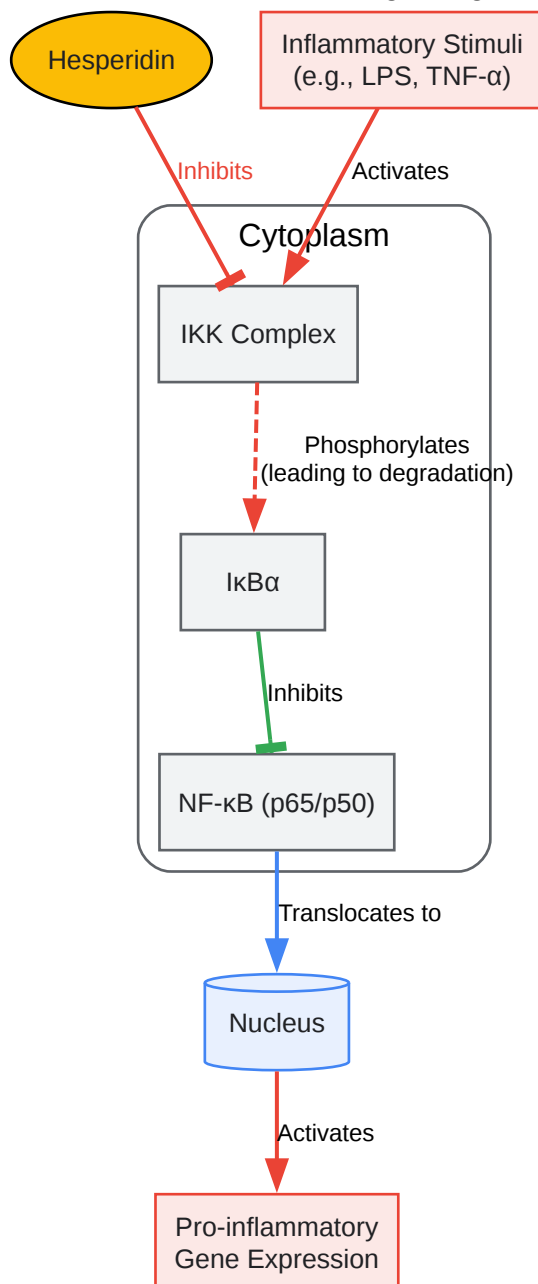 Hesperidin
Inflammatory Stimuli
(e.g., LPS, TNF-α)
Inhibits
Activates
Cytoplasm
IKK Complex
Phosphorylates
(leading to degradation)
IκBα
Inhibits
NF-κB (p65/p50)
Translocates to
Nucleus
Activates
Pro-inflammatory
Gene Expression